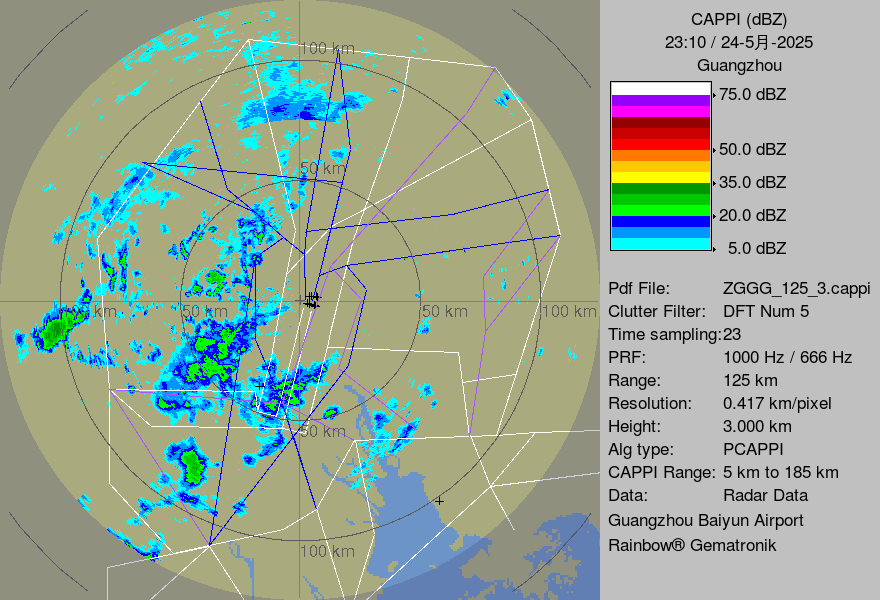 100 km
50 km
km
50 km
50 km
100 km
50 km
100 km
CAPPI (dBZ)
23:10 / 24-5月-2025
Guangzhou
75.0 dBZ
50.0 dBZ
35.0 dBZ
20.0 dBZ
5.0 dBZ
Pdf File: ZGGG_125_3.cappi
Clutter Filter: DFT Num 5
Time sampling:23
PRF: 1000 Hz / 666 Hz
Range: 125 km
Resolution: 0.417 km/pixel
Height: 3.000 km
Alg type: PCAPPI
CAPPI Range: 5 km to 185 km
Data: Radar Data
Guangzhou Baiyun Airport
Rainbow® Gematronik